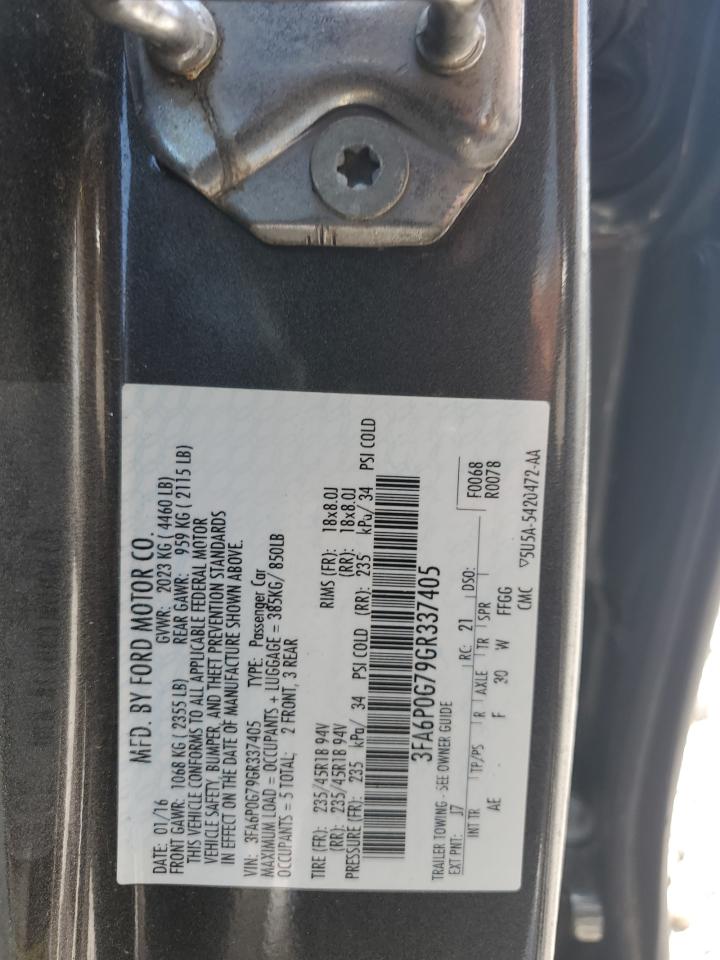 MFD. BY FORD MOTOR CO.
DATE: 01/16 GVWR: 2023 KG ( 4460 LB)
FRONT GAWR: 1068 KG ( 2355 LB) REAR GAWR: 959 KG ( 2115 LB)
THIS VEHICLE CONFORMS TO ALL APPLICABLE FEDERAL MOTOR
VEHICLE SAFETY, BUMPER, AND THEFT PREVENTION STANDARDS
IN EFFECT ON THE DATE OF MANUFACTURE SHOWN ABOVE.
VIN: 3FA6P0G79GR337405 TYPE: Passenger Car
MAXIMUM LOAD = OCCUPANTS + LUGGAGE = 385KG/ 850LB
OCCUPANTS = 5 TOTAL: 2 FRONT, 3 REAR
TIRE (FR): 235/45R18 94V RIMS (FR): 18x8.0J
(RR): 235/45R18 94V (RR): 18x8.0J
PRESSURE (FR): 235 kPa/ 34 PSI COLD (RR): 235 kPa/ 34 PSI COLD
3FA6P0G79GR337405
TRAILER TOWING - SEE OWNER GUIDE F0068
EXT PNT: J7 RC: 21 DSO: R0078
INT TR TP/PS R AXLE TR SPR
AE . F 30 W FFGG
CMC ▽5U5A-5420472-AA